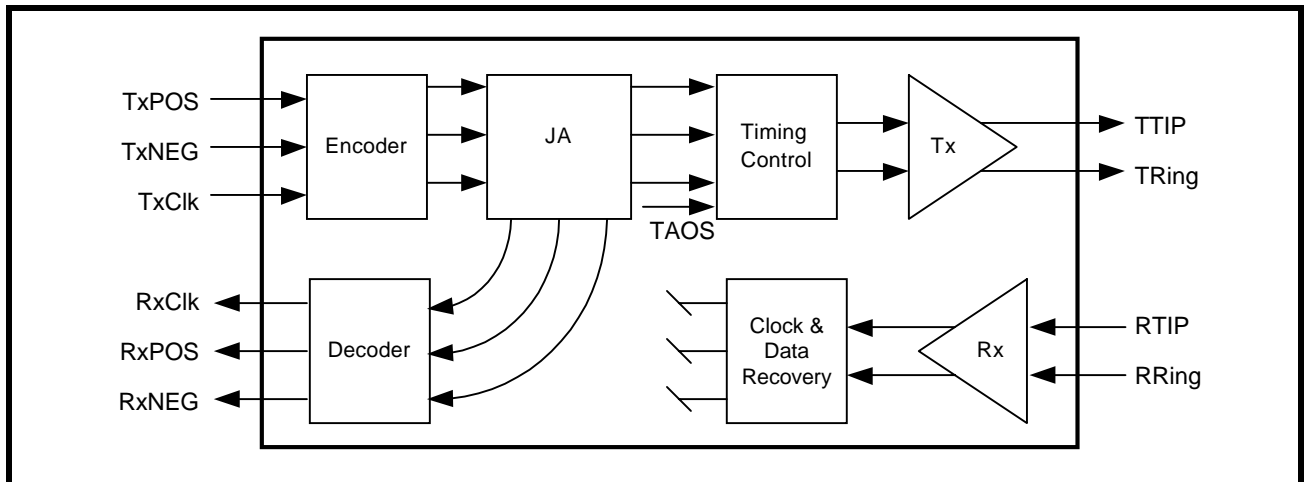 TxPOS
TxNEG
TxClk
Encoder
JA
Timing
Control
TAOS
Tx
TTIP
TRing
RxClk
RxPOS
RxNEG
Decoder
Clock &
Data
Recovery
Rx
RTIP
RRing